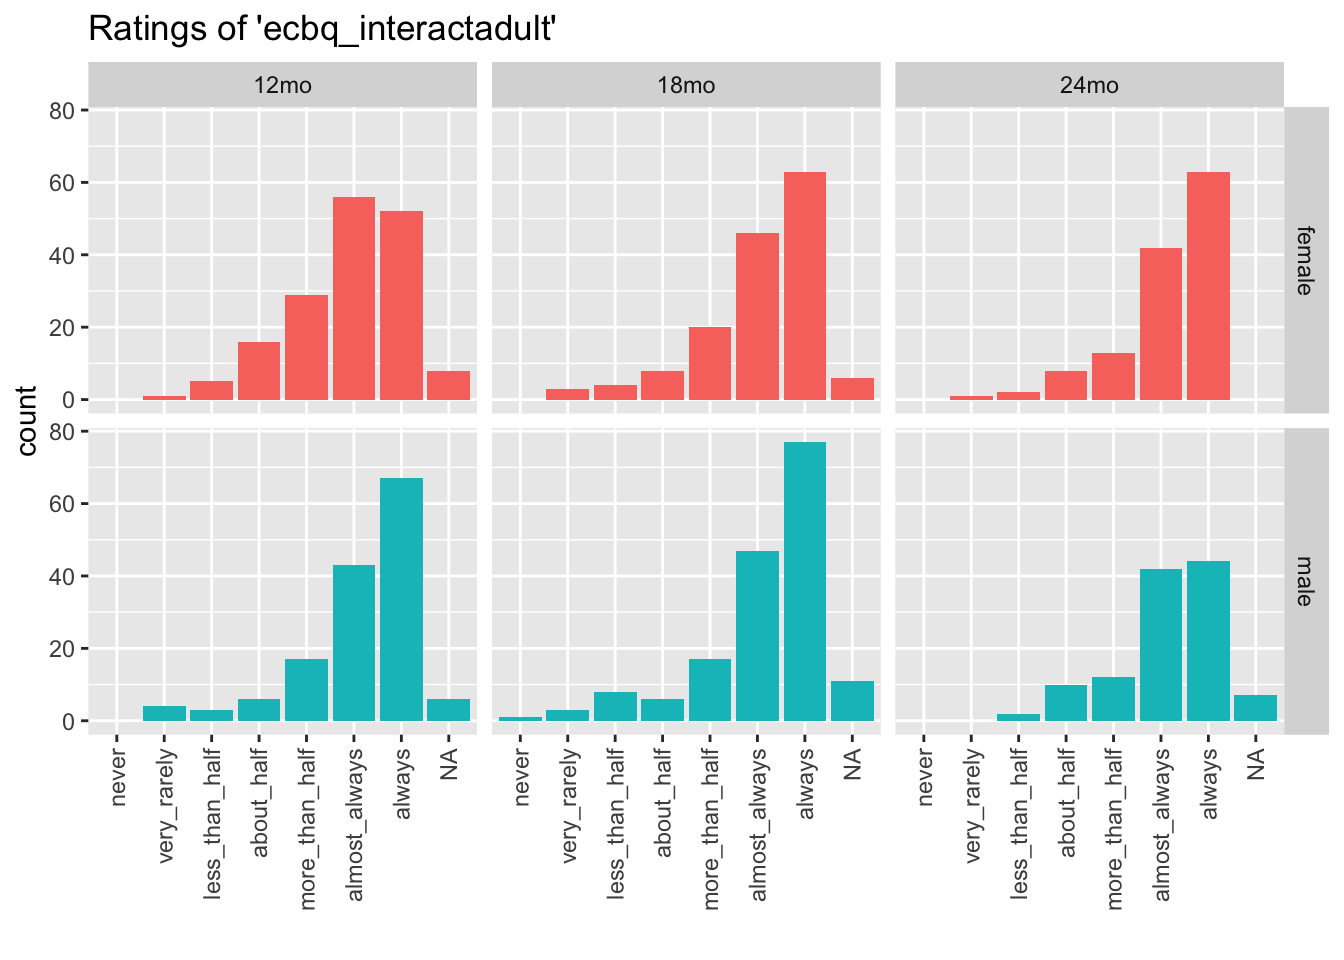 Ratings of 'ecbq_interactadult'
12mo
18mo
24mo
80
60
40
20
0
female
80
60
40
20
0
male
count
never
very_rarely
less_than_half
about_half
more_than_half
almost_always
always
NA
never
very_rarely
less_than_half
about_half
more_than_half
almost_always
always
NA
never
very_rarely
less_than_half
about_half
more_than_half
almost_always
always
NA